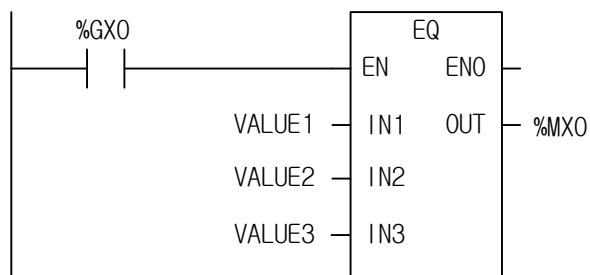 %GX0 EQ
EN ENO
VALUE1 IN1 OUT %MX0
VALUE2 IN2
VALUE3 IN3